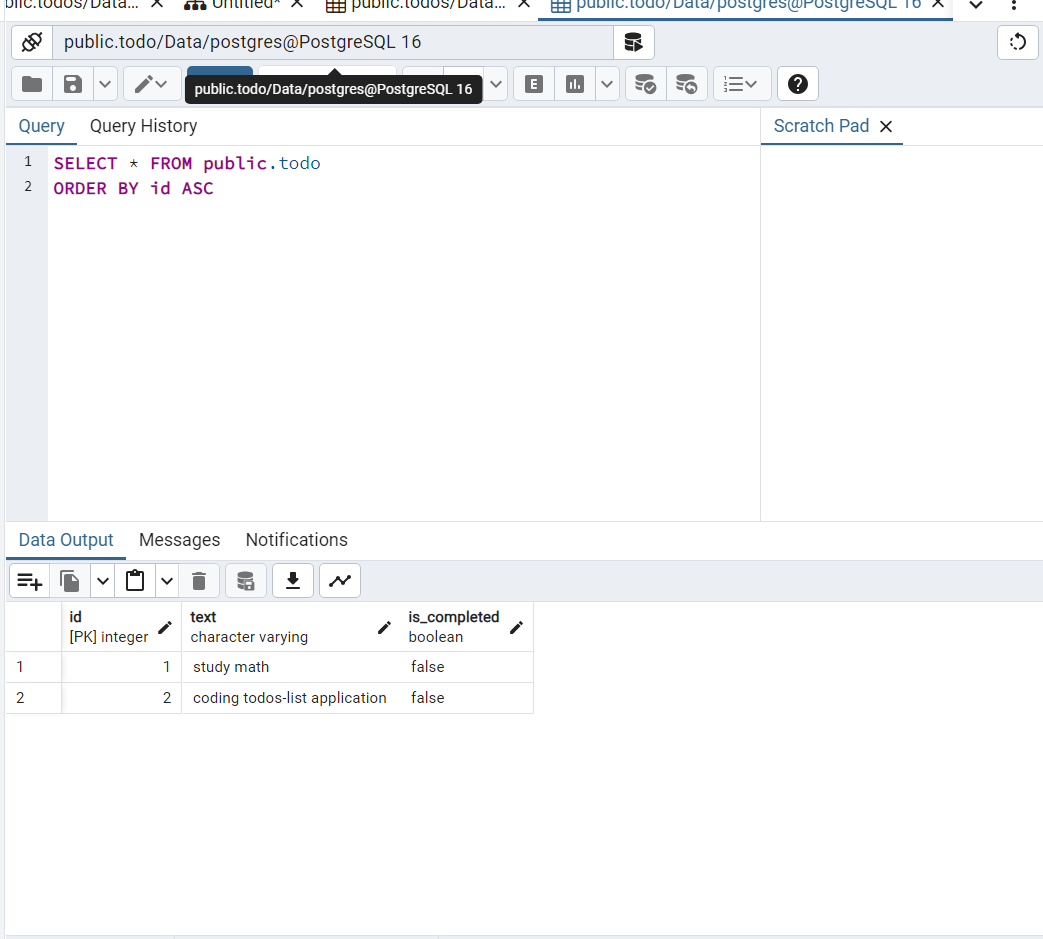 plic.todos/Data...
Untitled*
public.todos/Data...
public.todo/Data/postgres@PostgreSQL 16
public.todo/Data/postgres@PostgreSQL 16
public.todo/Data/postgres@PostgreSQL 16
E
?
Query
Query History
Scratch Pad
1 SELECT * FROM public.todo
2 ORDER BY id ASC
Data Output
Messages
Notifications
id
[PK] integer
text
character varying
is_completed
boolean
1 1 study math false
2 2 coding todos-list application false